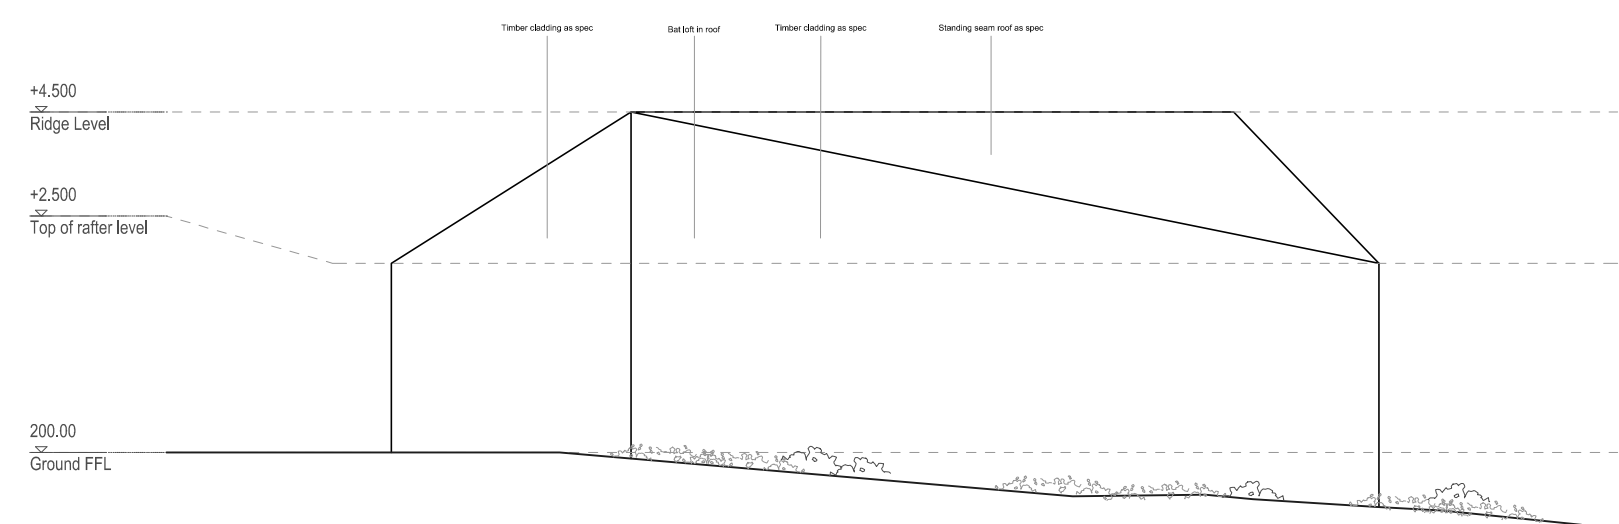 Timber cladding as spec
Bat loft in roof
Timber cladding as spec
Standing seam roof as spec
+4.500
Ridge Level
+2.500
Top of rafter level
200.00
Ground FFL